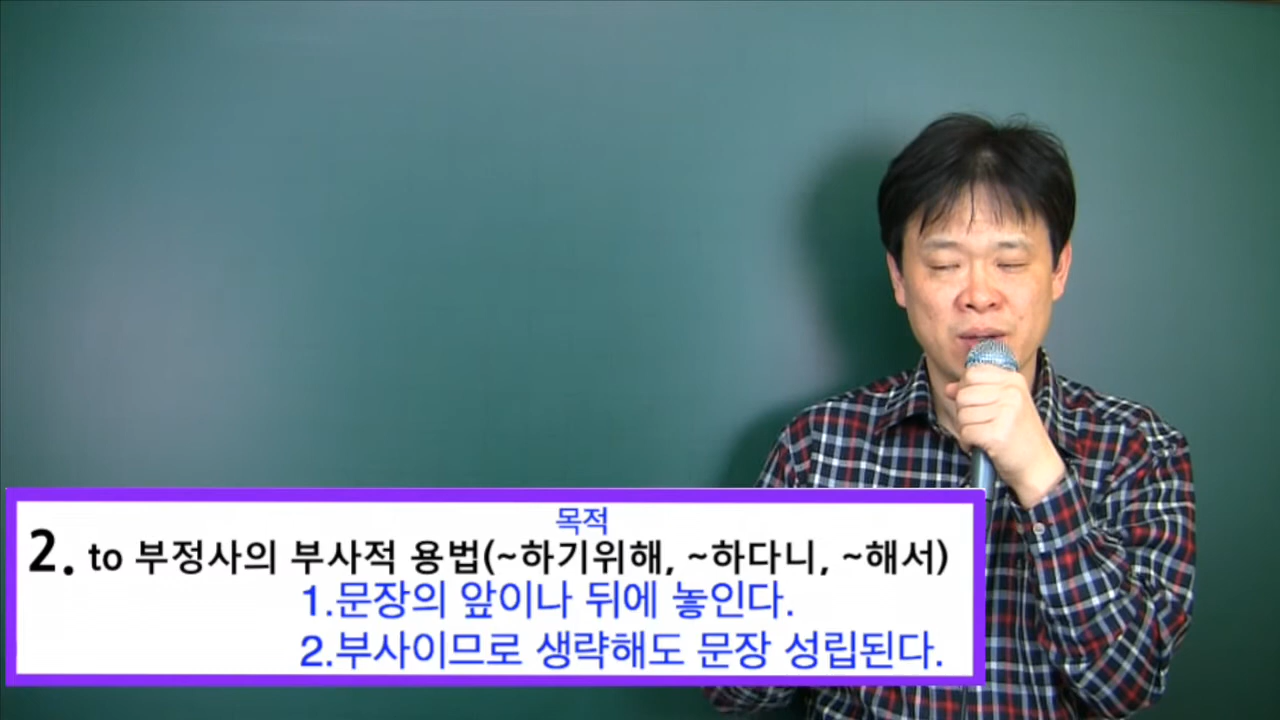 목적
2. to 부정사의 부사적 용법(~하기위해, ~하다니, ~해서)
1.문장의 앞이나 뒤에 놓인다.
2.부사이므로 생략해도 문장 성립된다.